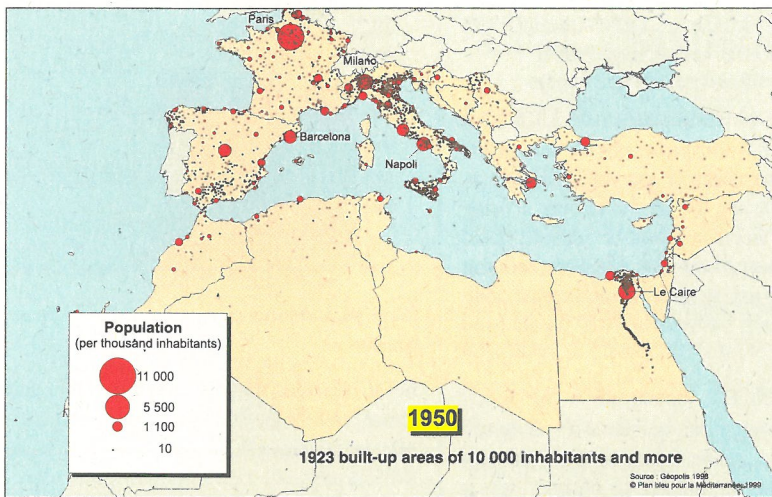 Paris
Milano
Barcelona
Napoli
Le Caire
Population
(per thousand inhabitants)
11 000
5 500
1 100
10
1950
1923 built-up areas of 10 000 inhabitants and more
Source : Géopolis 1998
© Plan bleu pour la Méditerranée, 1999